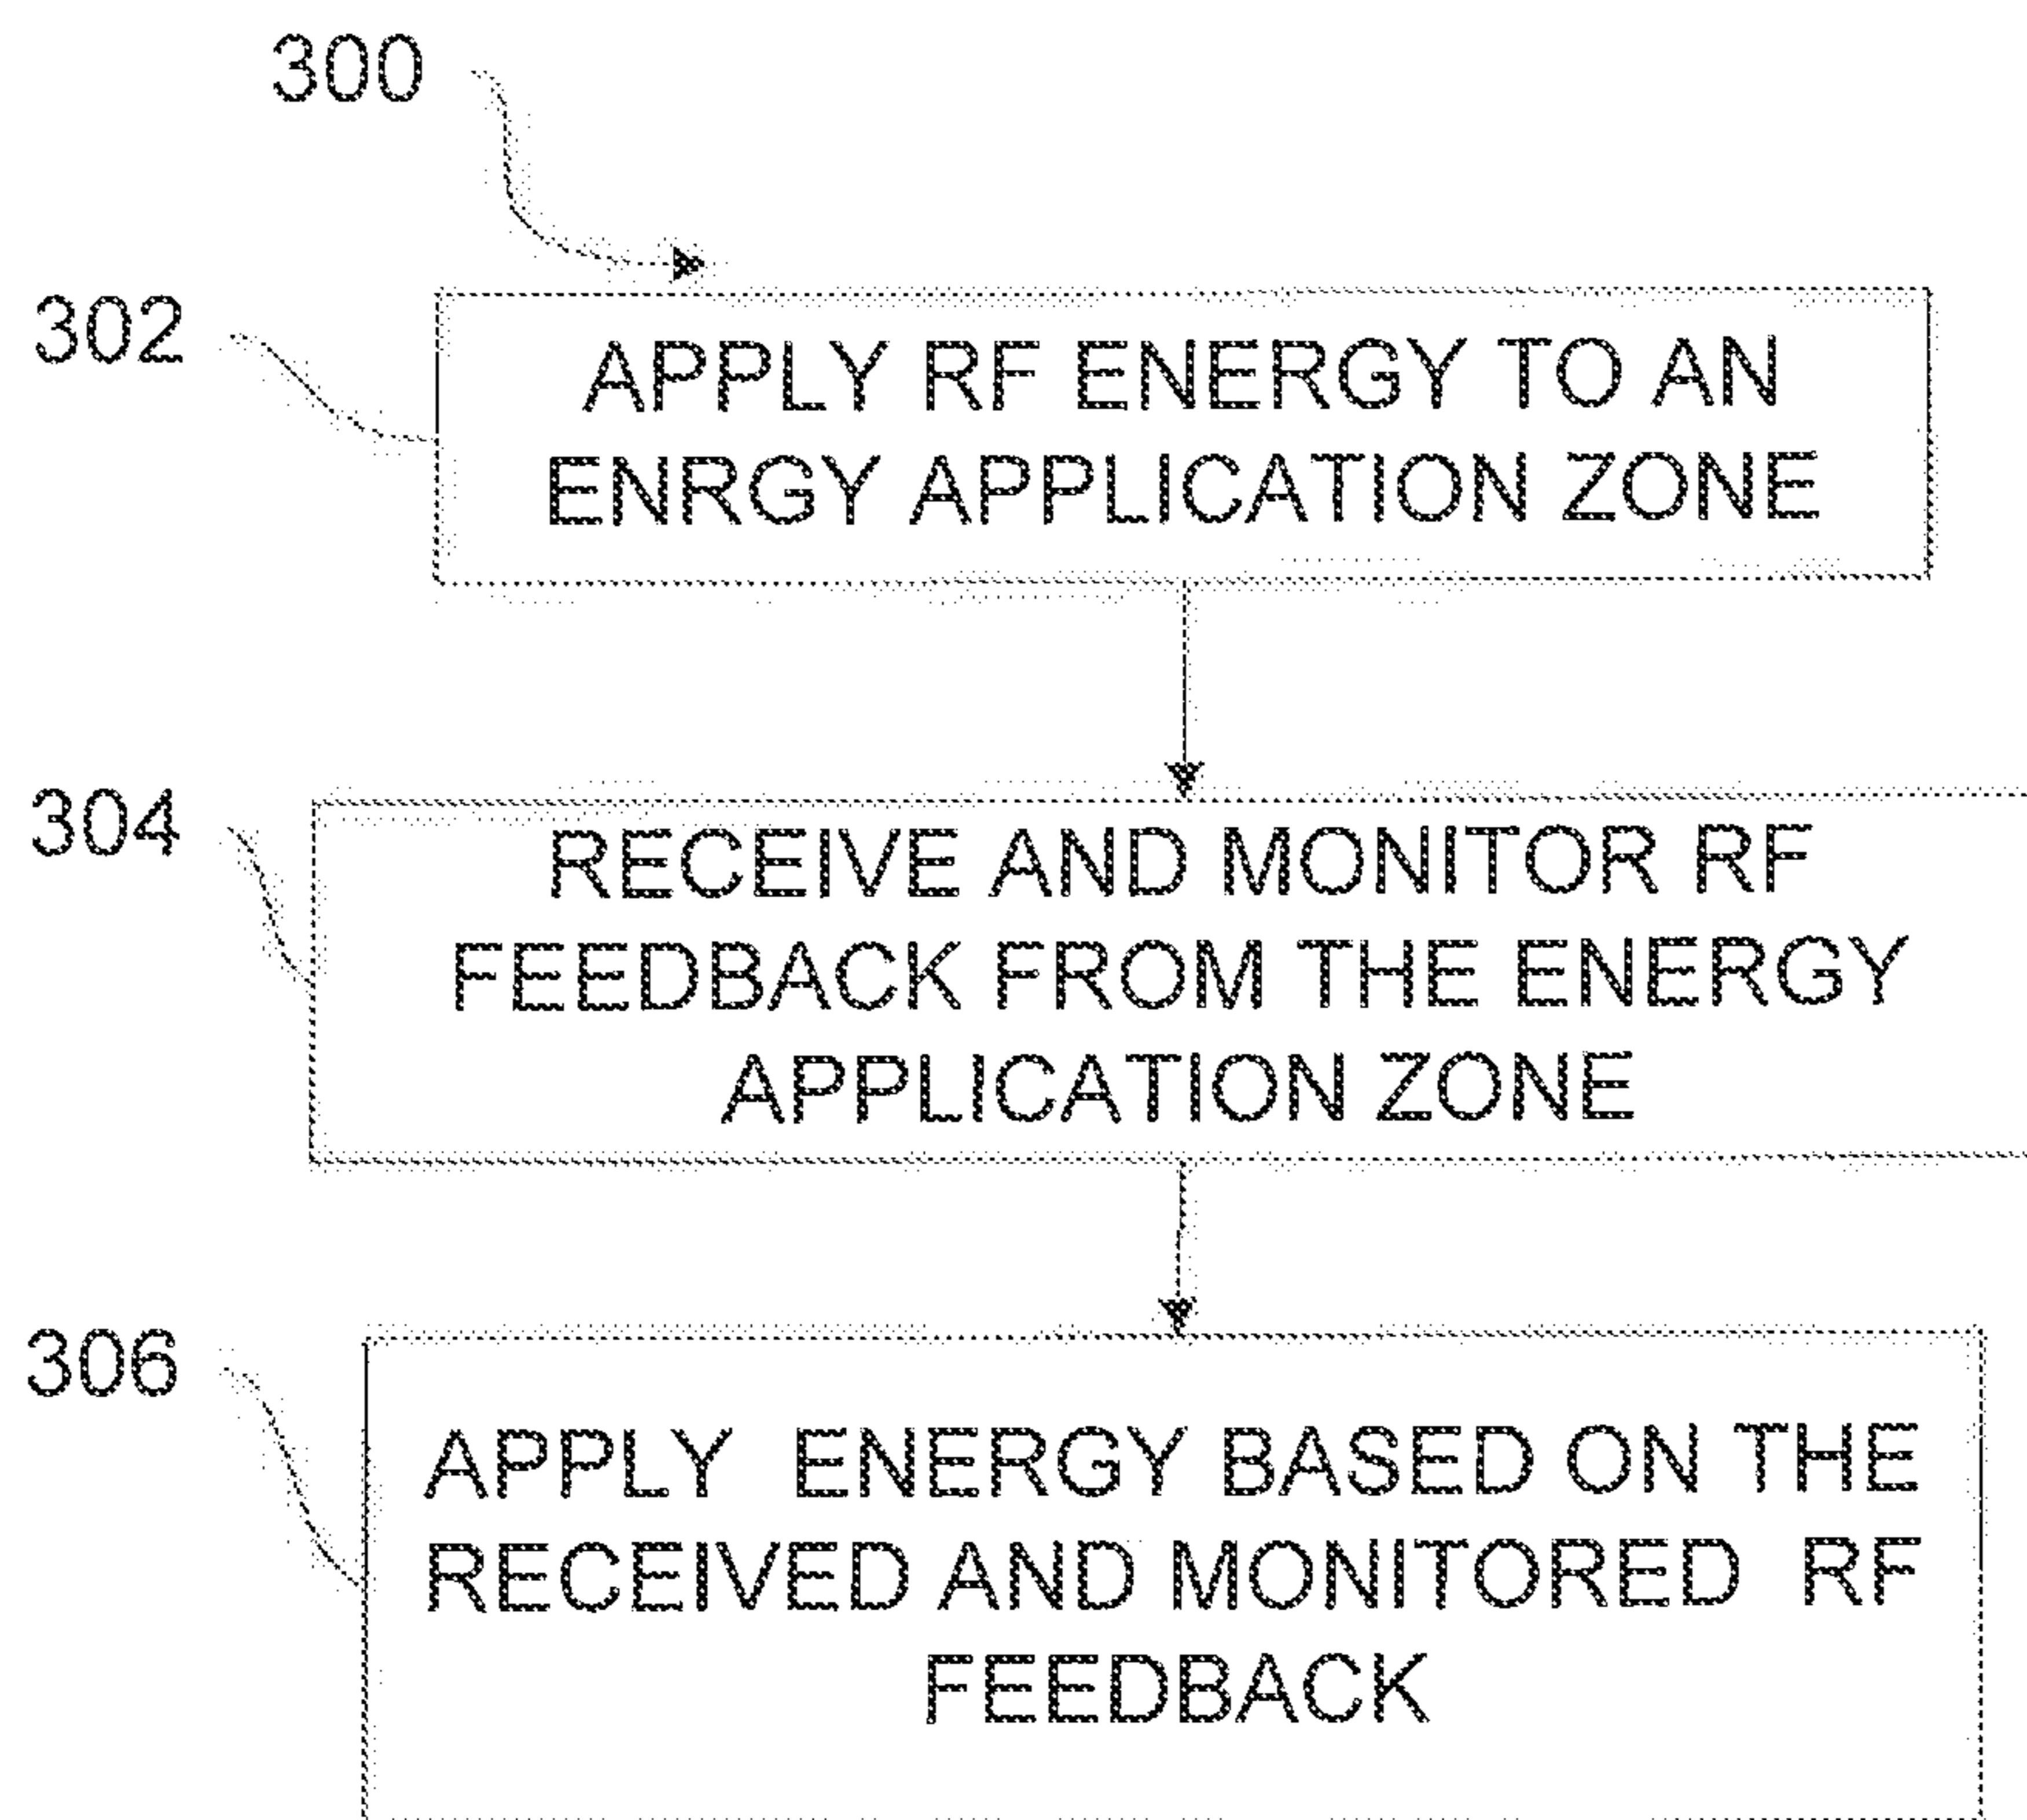 300
302
APPLY RF ENERGY TO AN
ENRGY APPLICATION ZONE
304
RECEIVE AND MONITOR RF
FEEDBACK FROM THE ENERGY
APPLICATION ZONE
306
APPLY ENERGY BASED ON THE
RECEIVED AND MONITORED RF
FEEDBACK